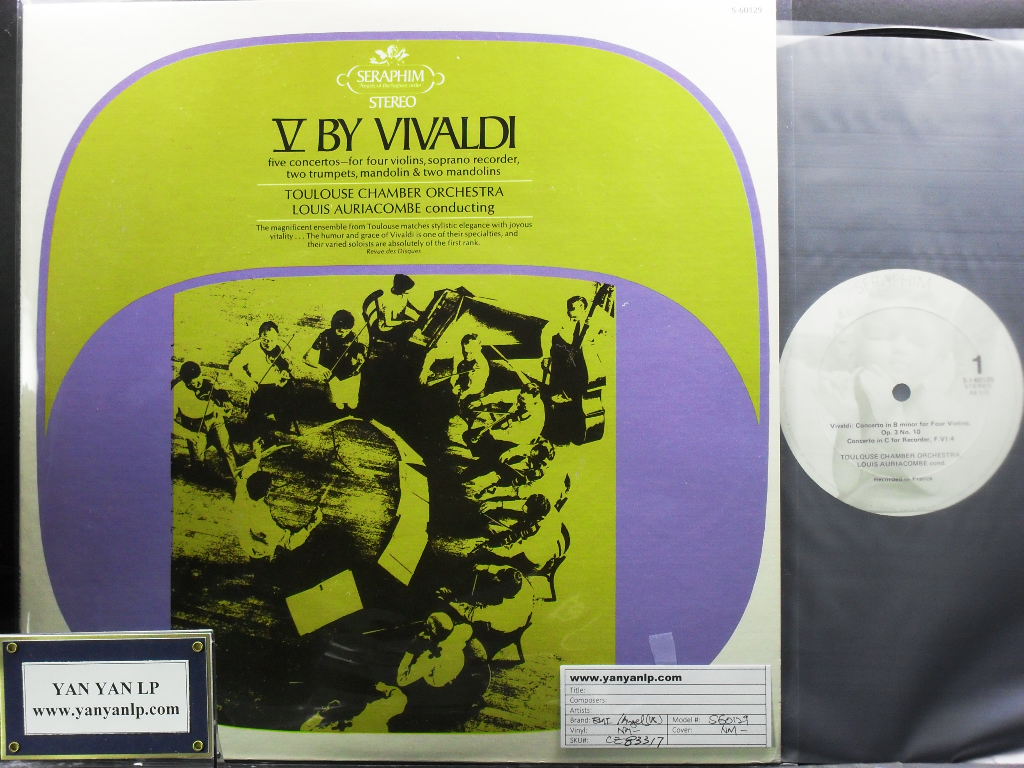 S-60129
SERAPHIM
STEREO
V BY VIVALDI
five concertos—for four violins, soprano recorder,
two trumpets, mandolin & two mandolins
TOULOUSE CHAMBER ORCHESTRA
LOUIS AURIACOMBE conducting
The magnificent ensemble from Toulouse matches stylistic elegance with joyous
vitality . . . The humor and grace of Vivaldi is one of their specialties, and
their varied soloists are absolutely of the first rank.
Revue des Disques
SERAPHIM
1
Vivaldi: Concerto in B minor for Four Violins,
Op. 3 No. 10
Concerto in C for Recorder, F.VI:4
TOULOUSE CHAMBER ORCHESTRA
LOUIS AURIACOMBE cond.
Recorded in France
YAN YAN LP
www.yanyanlp.com
www.yanyanlp.com
Title:
Composers:
Artists:
Brand: EMI /Angel (UK) Model #: S60129
Vinyl: NM- Cover: NM-
SKU#: CE83317